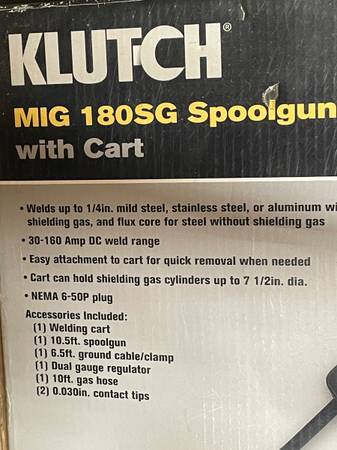 KLUTCH®
MIG 180SG Spoolgun
with Cart
• Welds up to 1/4in. mild steel, stainless steel, or aluminum wi
shielding gas, and flux core for steel without shielding gas
• 30-160 Amp DC weld range
• Easy attachment to cart for quick removal when needed
• Cart can hold shielding gas cylinders up to 7 1/2in. dia.
• NEMA 6-50P plug
Accessories Included:
(1) Welding cart
(1) 10.5ft. spoolgun
(1) 6.5ft. ground cable/clamp
(1) Dual gauge regulator
(1) 10ft. gas hose
(2) 0.030in. contact tips